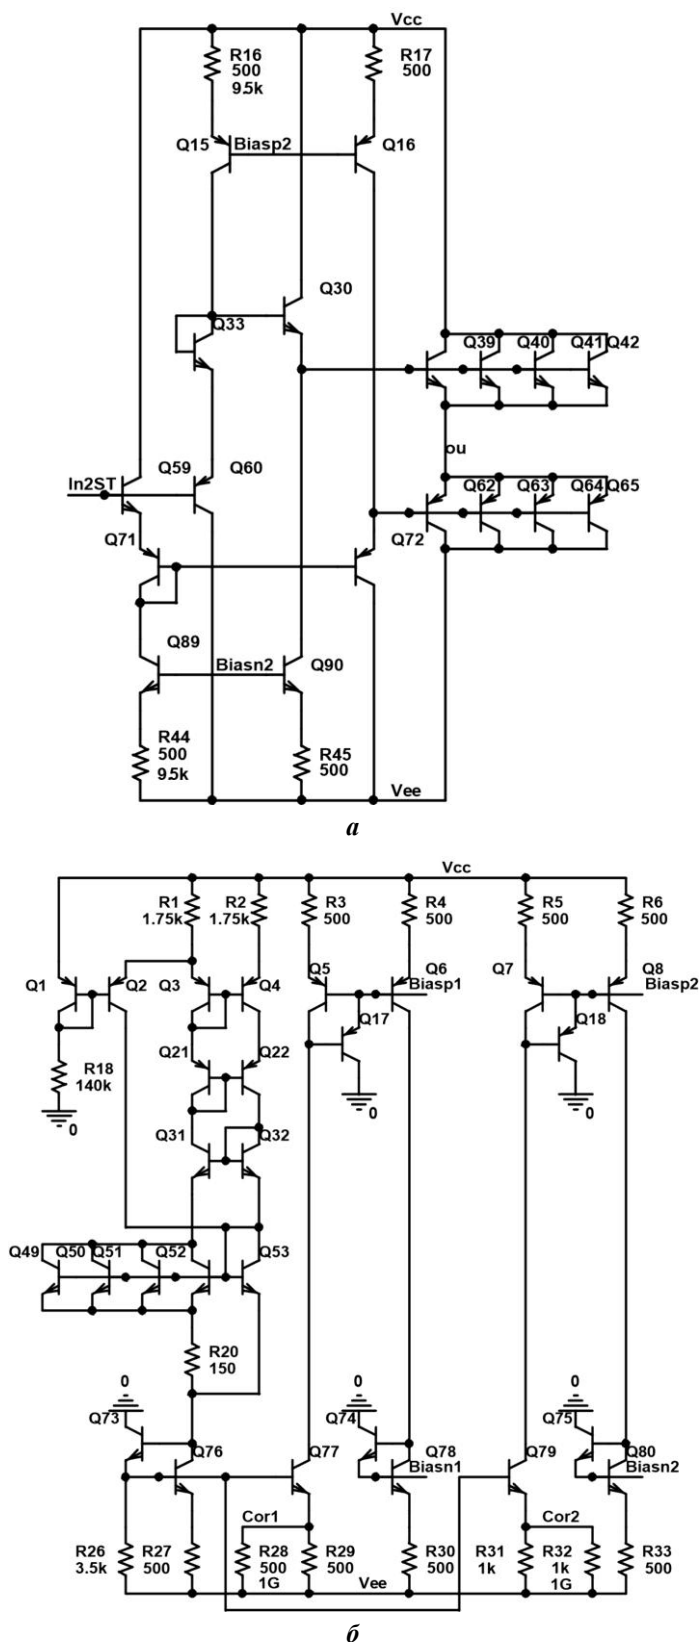 Vcc
R16 R17
500 500
9.5k
Q15 Biasp2 Q16
Q30
Q33
Q39 Q40 Q41 Q42
ou
Q59 Q60
In2ST
Q62 Q63 Q64 Q65
Q71 Q72
Q89
Biasn2 Q90
R44
500 R45
9.5k 500
Vee
а
Vcc
R1 R2 R3 R4 R5 R6
1.75k 1.75k 500 500 500 500
Q1 Q2 Q3 Q4 Q5 Q6 Q7 Q8
Biasp1 Biasp2
Q17 Q18
Q21 Q22
R18
140k
0 0 0
Q31 Q32
Q49 Q50 Q51 Q52 Q53
R20
150
0 0 0
Q73 Q74 Q75
Q76 Q77 Q78 Q79 Q80
Biasn1 Biasn2
Cor1 Cor2
R26 R27 R28 R29 R30 R31 R32 R33
3.5k 500 500 500 500 1k 1k 500
1G Vee 1G
б